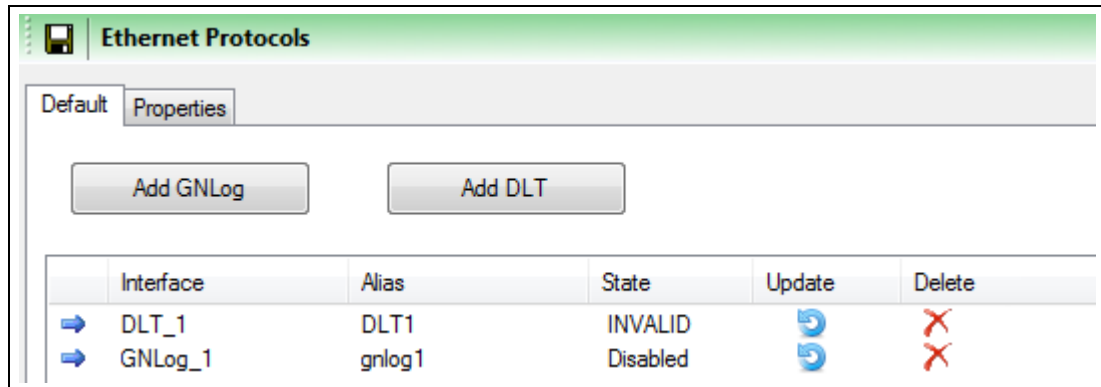 Ethernet Protocols
Default Properties
Add GNLog Add DLT
Interface Alias State Update Delete
DLT_1 DLT1 INVALID
GNLog_1 gnlog1 Disabled